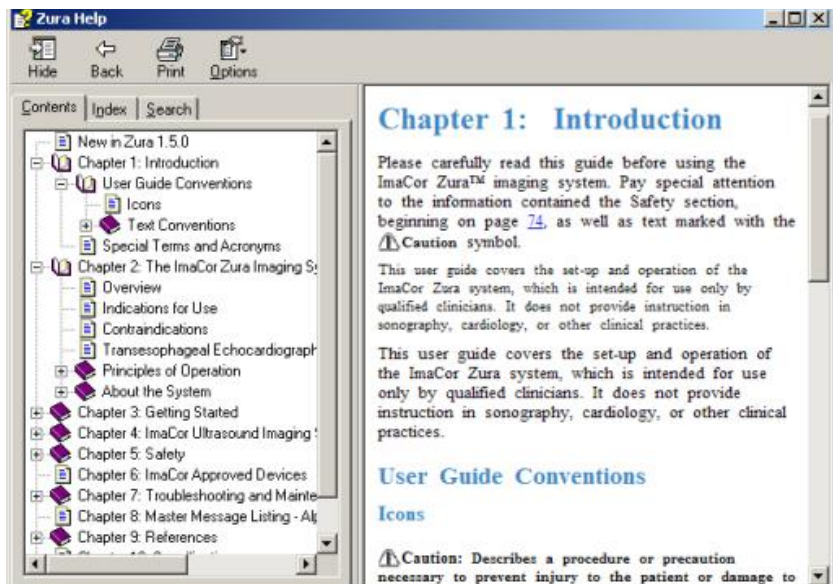 Zura Help
Hide Back Print Options
Contents Index Search
New in Zura 1.5.0
Chapter 1: Introduction
User Guide Conventions
Icons
Text Conventions
Special Terms and Acronyms
Chapter 2: The ImaCor Zura Imaging Sy
Overview
Indications for Use
Contraindications
Transesophageal Echocardiograph
Principles of Operation
About the System
Chapter 3: Getting Started
Chapter 4: ImaCor Ultrasound Imaging
Chapter 5: Safety
Chapter 6: ImaCor Approved Devices
Chapter 7: Troubleshooting and Mainte
Chapter 8: Master Message Listing - Alp
Chapter 9: References
Chapter 1: Introduction
Please carefully read this guide before using the
ImaCor Zura™ imaging system. Pay special attention
to the information contained the Safety section,
beginning on page 74, as well as text marked with the
Caution symbol.
This user guide covers the set-up and operation of the
ImaCor Zura system, which is intended for use only by
qualified clinicians. It does not provide instruction in
sonography, cardiology, or other clinical practices.
This user guide covers the set-up and operation of
the ImaCor Zura system, which is intended for use
only by qualified clinicians. It does not provide
instruction in sonography, cardiology, or other clinical
practices.
User Guide Conventions
Icons
Caution: Describes a procedure or precaution
necessary to prevent injury to the patient or damage to